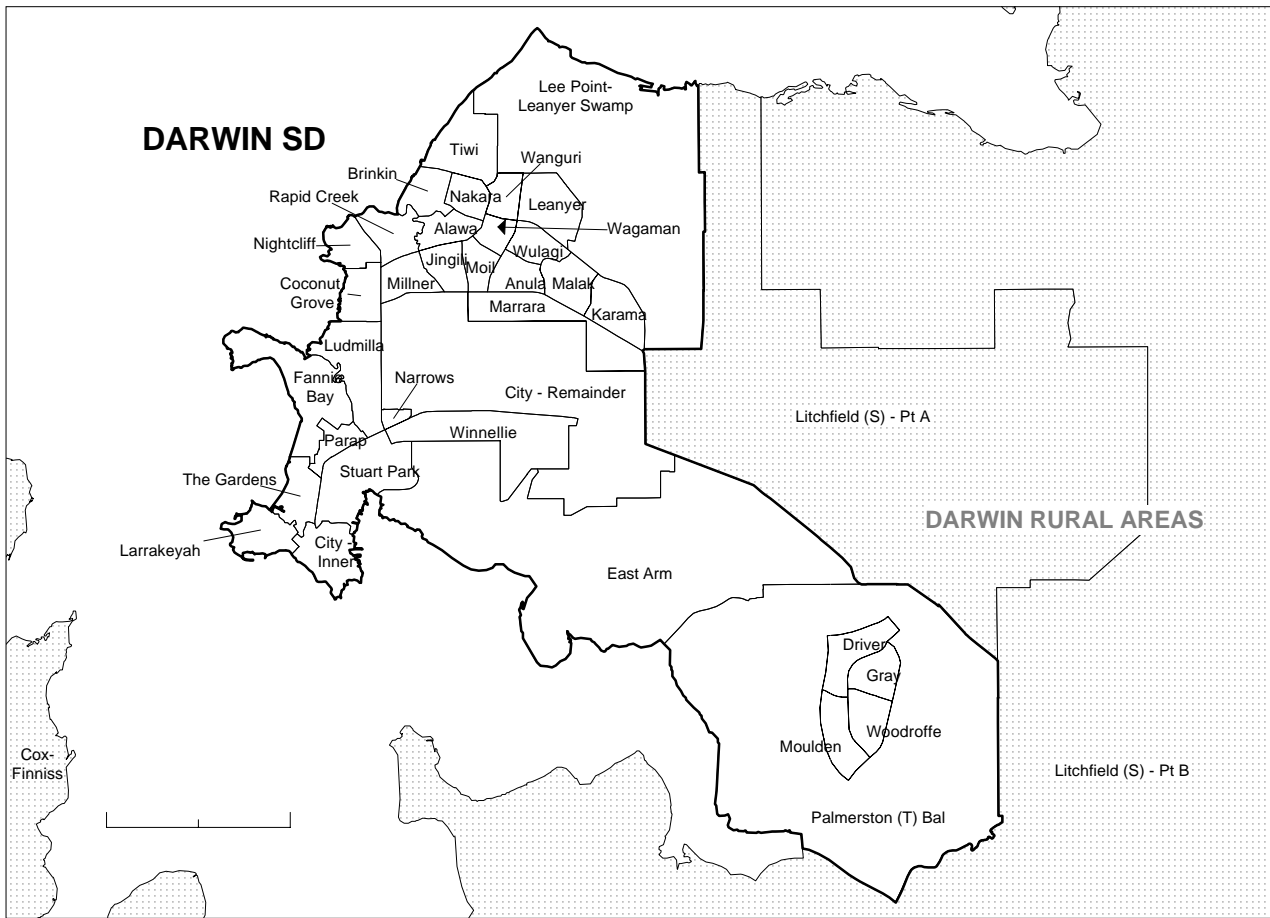 Lee Point-
Leanyer Swamp
DARWIN SD
Tiwi
Wanguri
Brinkin
Nakara
Rapid Creek
Leanyer
Alawa
Wagaman
Nightcliff
Wulagi
Jingili
Moil
Coconut
Grove
Millner
Anula
Malak
Marrara
Karama
Ludmilla
Fannie
Bay
Narrows
City - Remainder
Litchfield (S) - Pt A
Winnellie
Parap
Stuart Park
The Gardens
DARWIN RURAL AREAS
Larrakeyah
City -
Inner
East Arm
Driver
Gray
Woodroffe
Moulden
Cox-
Finniss
Litchfield (S) - Pt B
Palmerston (T) Bal